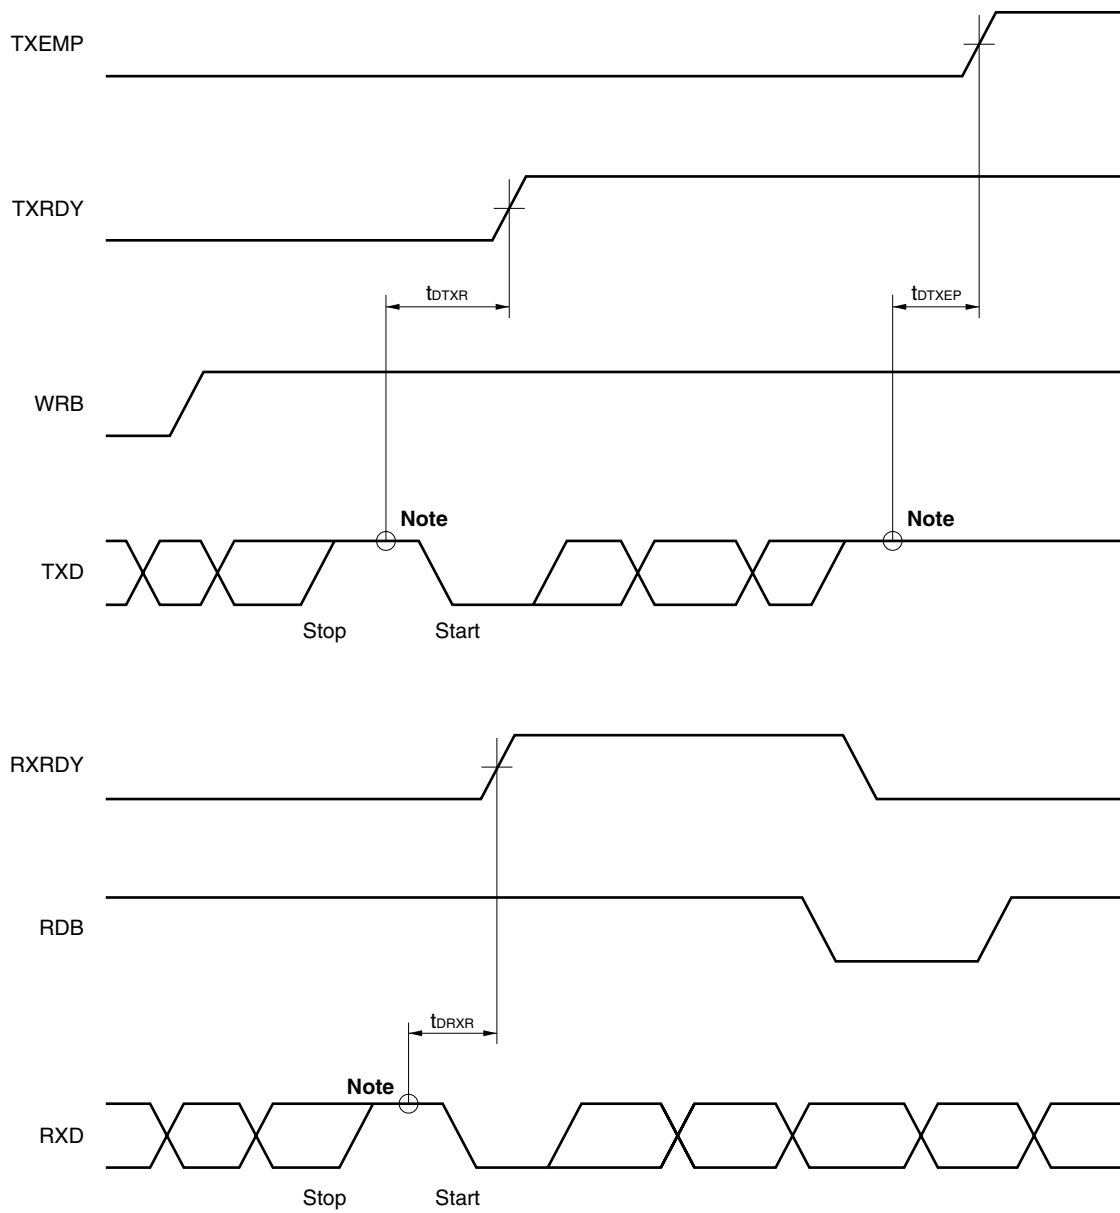 TXEMP
TXRDY
tDTXR
tDTXEP
WRB
Note
Note
TXD
Stop
Start
RXRDY
RDB
tDRXR
Note
RXD
Stop
Start